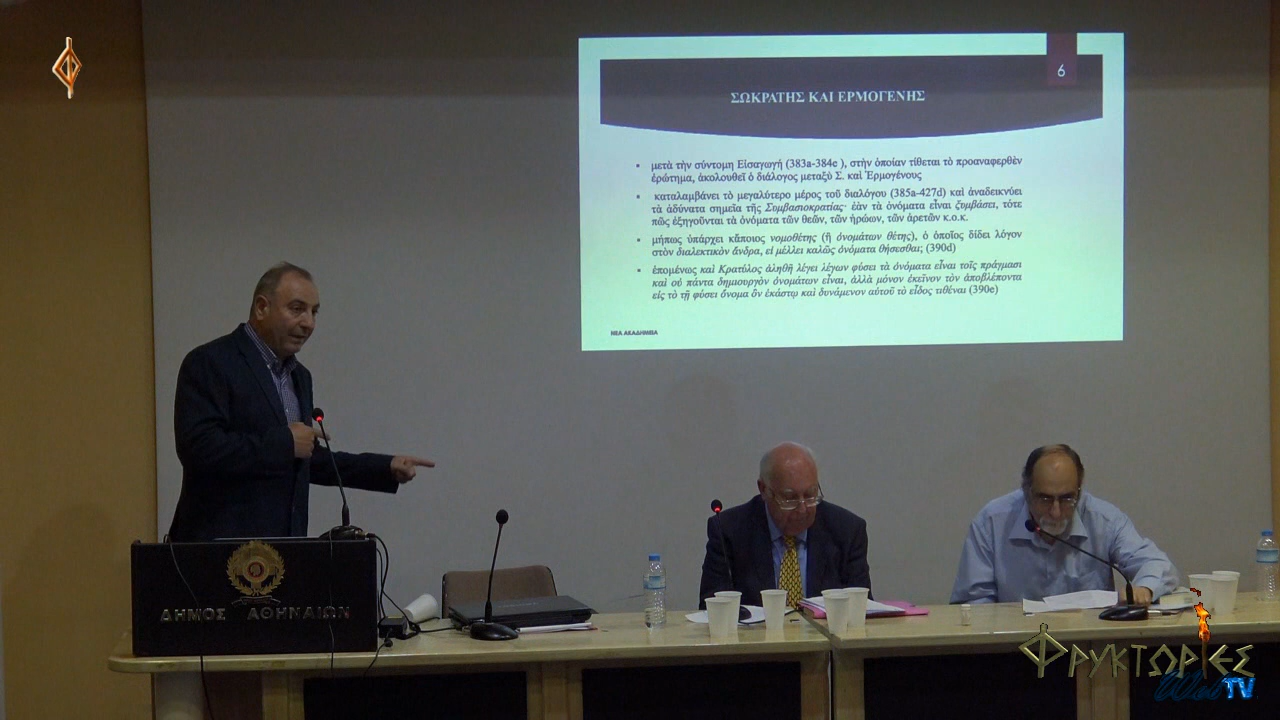 6
ΣΩΚΡΑΤΗΣ ΚΑΙ ΕΡΜΟΓΕΝΗΣ
▪ μετὰ τὴν σύντομη Εἰσαγωγή (383a-384e ), στὴν ὁποίαν τίθεται τὸ προαναφερθὲν
ἐρώτημα, ἀκολουθεῖ ὁ διάλογος μεταξὺ Σ. καὶ Ἑρμογένους
▪ καταλαμβάνει τὸ μεγαλύτερο μέρος τοῦ διαλόγου (385a-427d) καὶ ἀναδεικνύει
τὰ ἀδύνατα σημεῖα τῆς Συμβασιοκρατίας· ἐὰν τὰ ὀνόματα εἶναι ξυμβάσει, τότε
πῶς ἐξηγοῦνται τὰ ὀνόματα τῶν θεῶν, τῶν ἡρώων, τῶν ἀρετῶν κ.ο.κ.
▪ μήπως ὑπάρχει κἄποιος νομοθέτης (ἢ ὀνομάτων θέτης), ὁ ὁποῖος δίδει λόγον
στὸν διαλεκτικὸν ἄνδρα, εἰ μέλλει καλῶς ὀνόματα θήσεσθαι; (390d)
▪ ἑπομένως καὶ Κρατύλος ἀληθῆ λέγει λέγων φύσει τὰ ὀνόματα εἶναι τοῖς πράγμασι
καὶ οὐ πάντα δημιουργὸν ὀνομάτων εἶναι, ἀλλὰ μόνον ἐκεῖνον τὸν ἀποβλέποντα
εἰς τὸ τῇ φύσει ὄνομα ὂν ἑκάστῳ καὶ δυνάμενον αὐτοῦ τὸ εἶδος τιθέναι (390e)
ΝΕΑ ΑΚΑΔΗΜΕΙΑ
ΔΗΜΟΣ ΑΘΗΝΑΙΩΝ
ΦΡΥΚΤΩΡΙΕΣ
Web TV